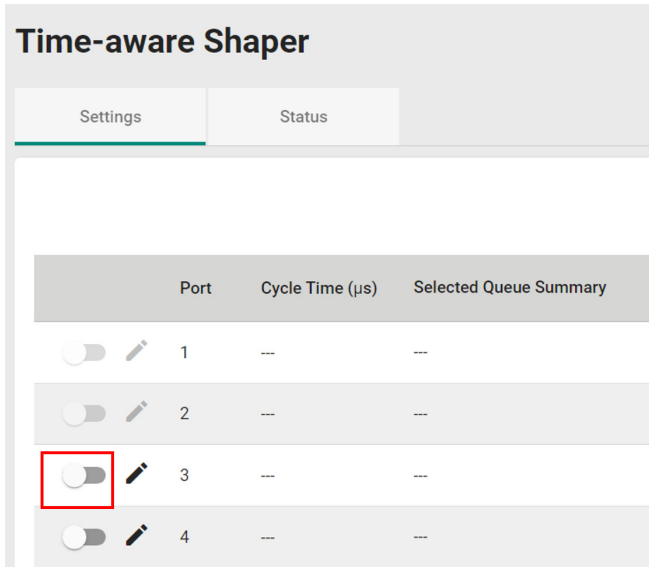 Time-aware Shaper
Settings Status
Port Cycle Time (μs) Selected Queue Summary
1 --- ---
2 --- ---
3 --- ---
4 --- ---